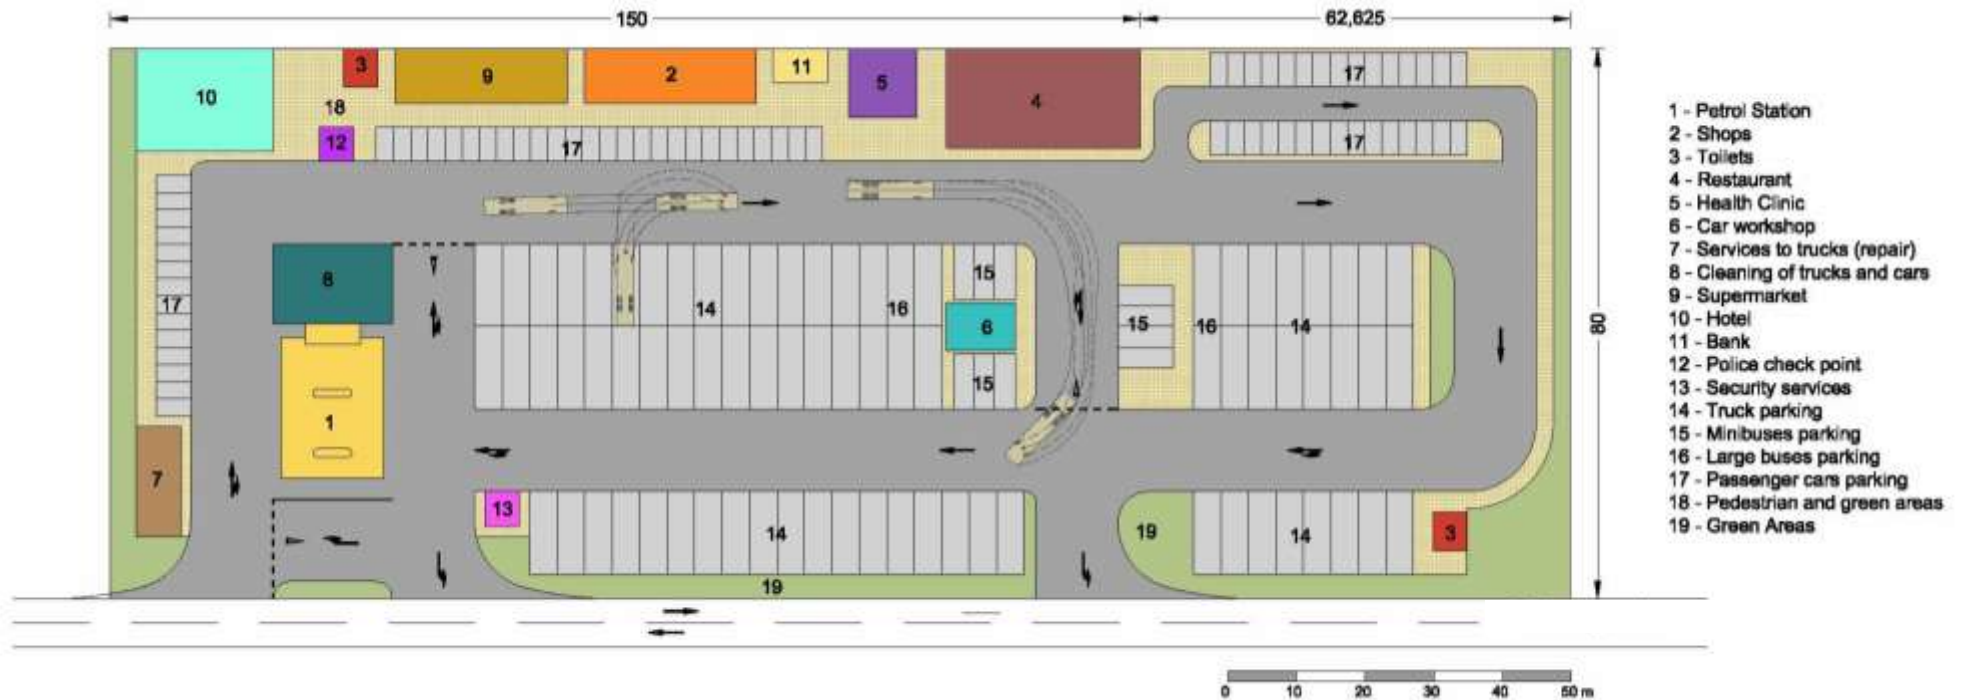 150
62,625
3
11
17
9
2
5
10
4
18
12
17
17
8
15
17
14
16
6
15
16
14
80
15
1
7
13
14
19
14
3
19
1 - Petrol Station
2 - Shops
3 - Toilets
4 - Restaurant
5 - Health Clinic
6 - Car workshop
7 - Services to trucks (repair)
8 - Cleaning of trucks and cars
9 - Supermarket
10 - Hotel
11 - Bank
12 - Police check point
13 - Security services
14 - Truck parking
15 - Minibuses parking
16 - Large buses parking
17 - Passenger cars parking
18 - Pedestrian and green areas
19 - Green Areas
0 10 20 30 40 50 m